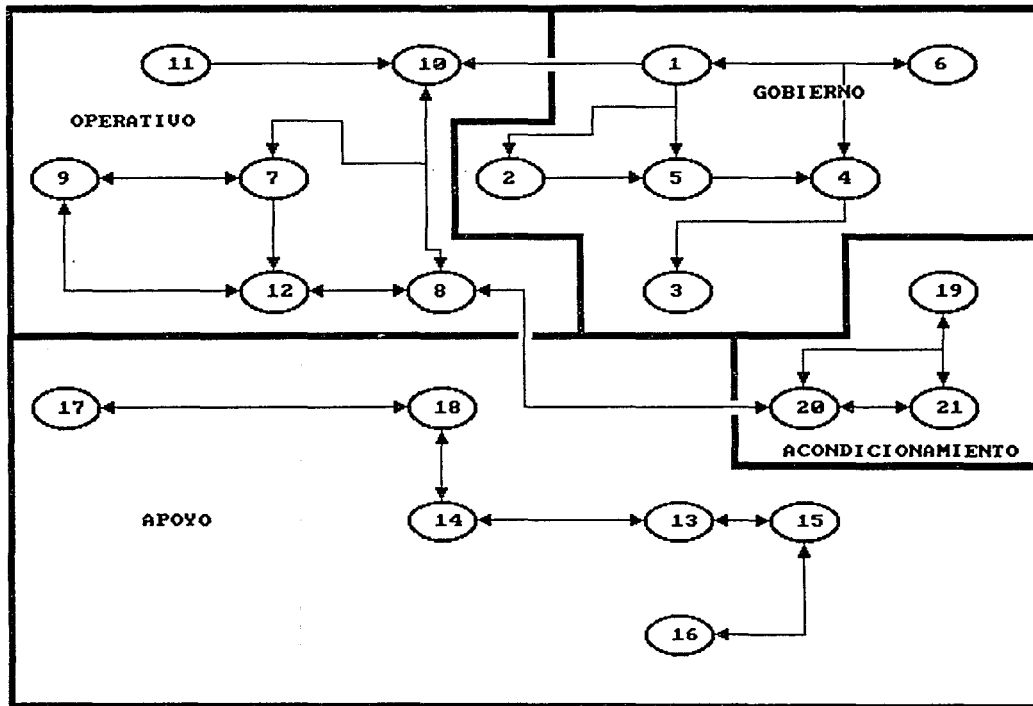 11 10 1 6
GOBIERNO
OPERATIVO
9 7 2 5 4
12 8 3 19
17 18 20 21
ACONDICIONAMIENTO
APOYO 14 13 15
16